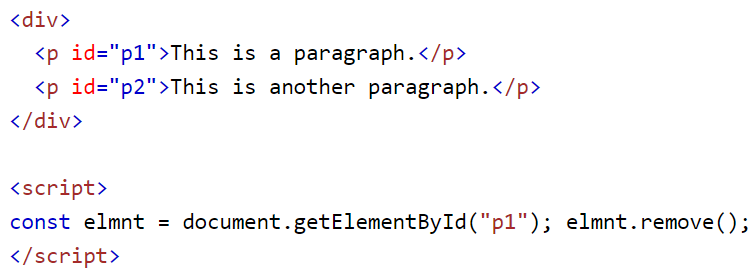 <div>
  <p id="p1">This is a paragraph.</p>
  <p id="p2">This is another paragraph.</p>
</div>

<script>
const elmnt = document.getElementById("p1"); elmnt.remove();
</script>